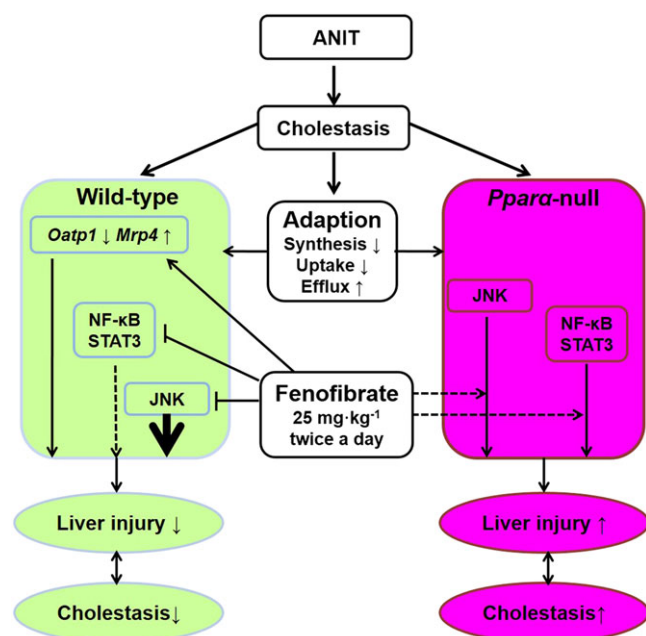 ANIT
Cholestasis
Wild-type
Oatp1 ↓ Mrp4 ↑
NF-κB
STAT3
JNK
Adaption
Synthesis ↓
Uptake ↓
Efflux ↑
Fenofibrate
25 mg·kg⁻¹
twice a day
Pparα-null
JNK
NF-κB
STAT3
Liver injury ↓
Cholestasis↓
Liver injury ↑
Cholestasis↑